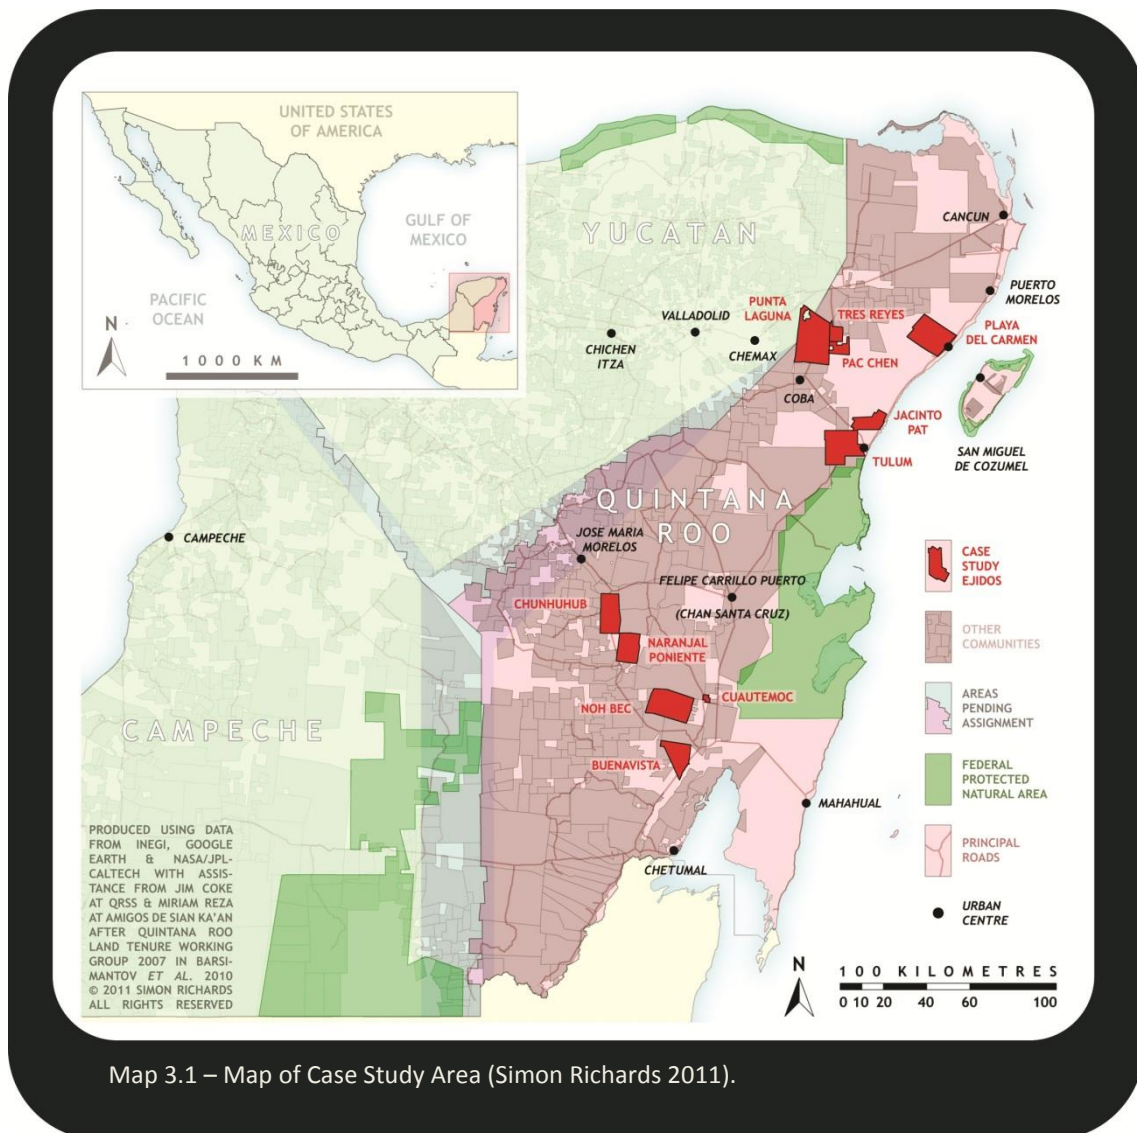 UNITED STATES
OF AMERICA
MEXICO
GULF OF
MEXICO
PACIFIC
OCEAN
N
1000 KM
YUCATAN
CANCUN
PUERTO
MORELOS
PUNTA
LAGUNA
TRES REYES
VALLADOLID
CHICHEN
ITZA
CHEMAX
PLAYA
DEL CARMEN
PAC CHEN
COBA
JACINTO
PAT
TULUM
SAN MIGUEL
DE COZUMEL
QUINTANA
ROO
CAMPECHE
JOSE MARIA
MORELOS
FELIPE CARRILLO PUERTO
(CHAN SANTA CRUZ)
CHUNHUHUB
NARANJAL
PONIENTE
NOH BEC
CUAUTEMOC
CAMPECHE
BUENAVISTA
MAHAHUAL
CHETUMAL
CASE
STUDY
EJIDOS
OTHER
COMMUNITIES
AREAS
PENDING
ASSIGNMENT
FEDERAL
PROTECTED
NATURAL AREA
PRINCIPAL
ROADS
URBAN
CENTRE
PRODUCED USING DATA
FROM INEGI, GOOGLE
EARTH & NASA/JPL-
CALTECH WITH ASSIS-
TANCE FROM JIM COKE
AT QRSS & MIRIAM REZA
AT AMIGOS DE SIAN KA'AN
AFTER QUINTANA ROO
LAND TENURE WORKING
GROUP 2007 IN BARSI-
MANTOV ET AL. 2010
© 2011 SIMON RICHARDS
ALL RIGHTS RESERVED
N
100 KILOMETRES
0 10 20 40 60 100
Map 3.1 – Map of Case Study Area (Simon Richards 2011).